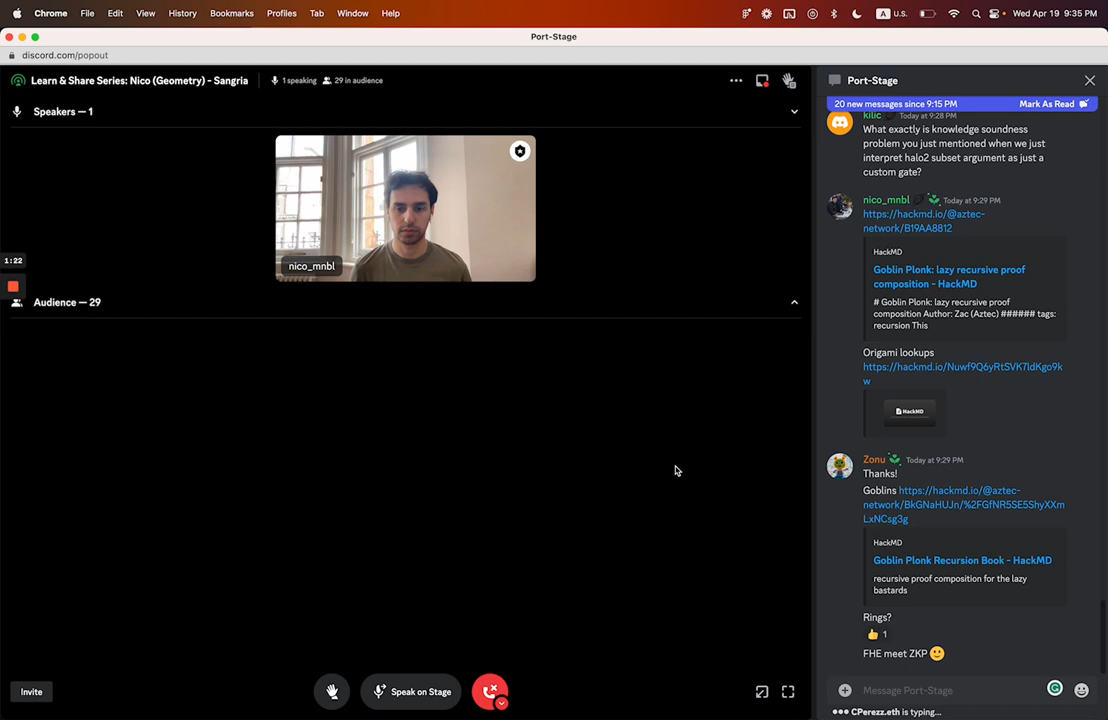 Chrome File Edit View History Bookmarks Profiles Tab Window Help
A U.S. Wed Apr 19 9:35 PM
Port-Stage
discord.com/popout
Learn & Share Series: Nico (Geometry) - Sangria 1 speaking 29 in audience
Speakers — 1
nico_mnbl
1:22
Audience — 29
Invite
Speak on Stage
Port-Stage
20 new messages since 9:15 PM Mark As Read
kilic Today at 9:28 PM
What exactly is knowledge soundness
problem you just mentioned when we just
interpret halo2 subset argument as just a
custom gate?
nico_mnbl Today at 9:29 PM
https://hackmd.io/@aztec-
network/B19AA8812
HackMD
Goblin Plonk: lazy recursive proof
composition - HackMD
# Goblin Plonk: lazy recursive proof
composition Author: Zac (Aztec) ###### tags:
recursion This
Origami lookups
https://hackmd.io/Nuwf9Q6yRtSVK7ldKgo9k
w
HackMD
Zonu Today at 9:29 PM
Thanks!
Goblins https://hackmd.io/@aztec-
network/BkGNaHUJn/%2FGfNR5SE5ShyXXm
LxNCsg3g
HackMD
Goblin Plonk Recursion Book - HackMD
recursive proof composition for the lazy
bastards
Rings?
👍 1
FHE meet ZKP 🙂
Message Port-Stage
CPerezz.eth is typing...